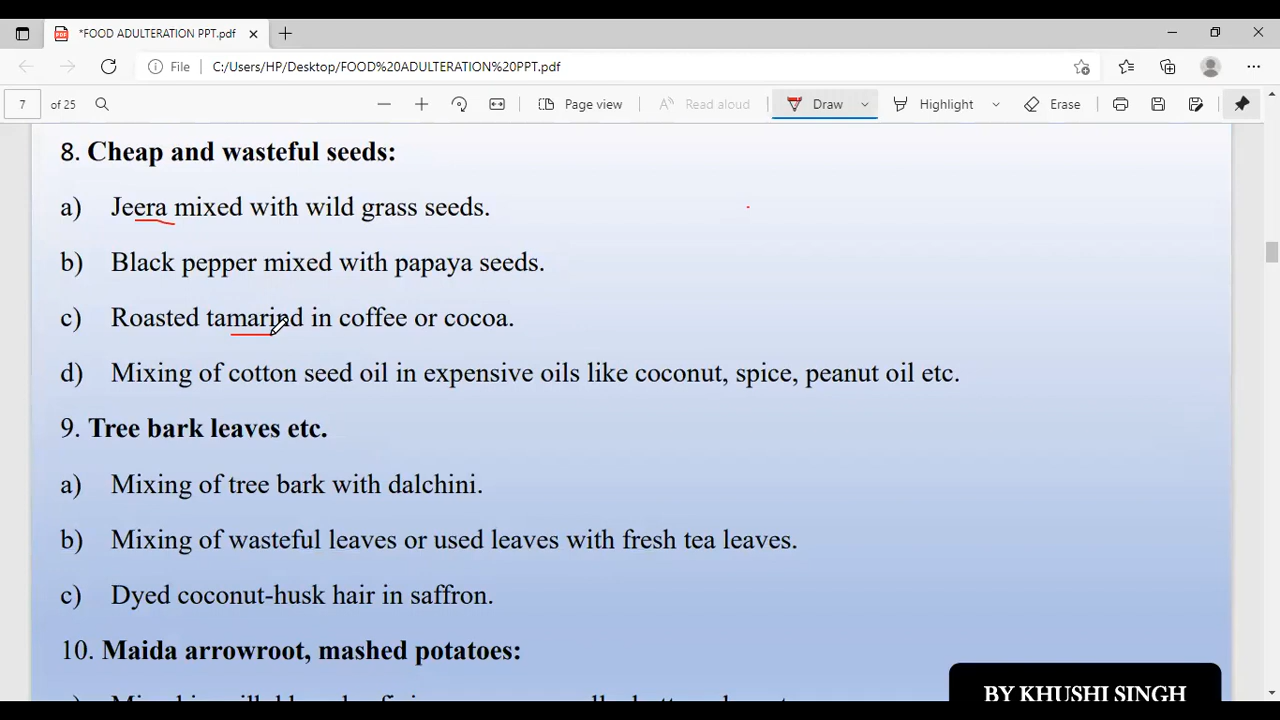 *FOOD ADULTERATION PPT.pdf
File C:/Users/HP/Desktop/FOOD%20ADULTERATION%20PPT.pdf
7 of 25 Page view Read aloud Draw Highlight Erase
8. Cheap and wasteful seeds:
a) Jeera mixed with wild grass seeds.
b) Black pepper mixed with papaya seeds.
c) Roasted tamarind in coffee or cocoa.
d) Mixing of cotton seed oil in expensive oils like coconut, spice, peanut oil etc.
9. Tree bark leaves etc.
a) Mixing of tree bark with dalchini.
b) Mixing of wasteful leaves or used leaves with fresh tea leaves.
c) Dyed coconut-husk hair in saffron.
10. Maida arrowroot, mashed potatoes:
BY KHUSHI SINGH